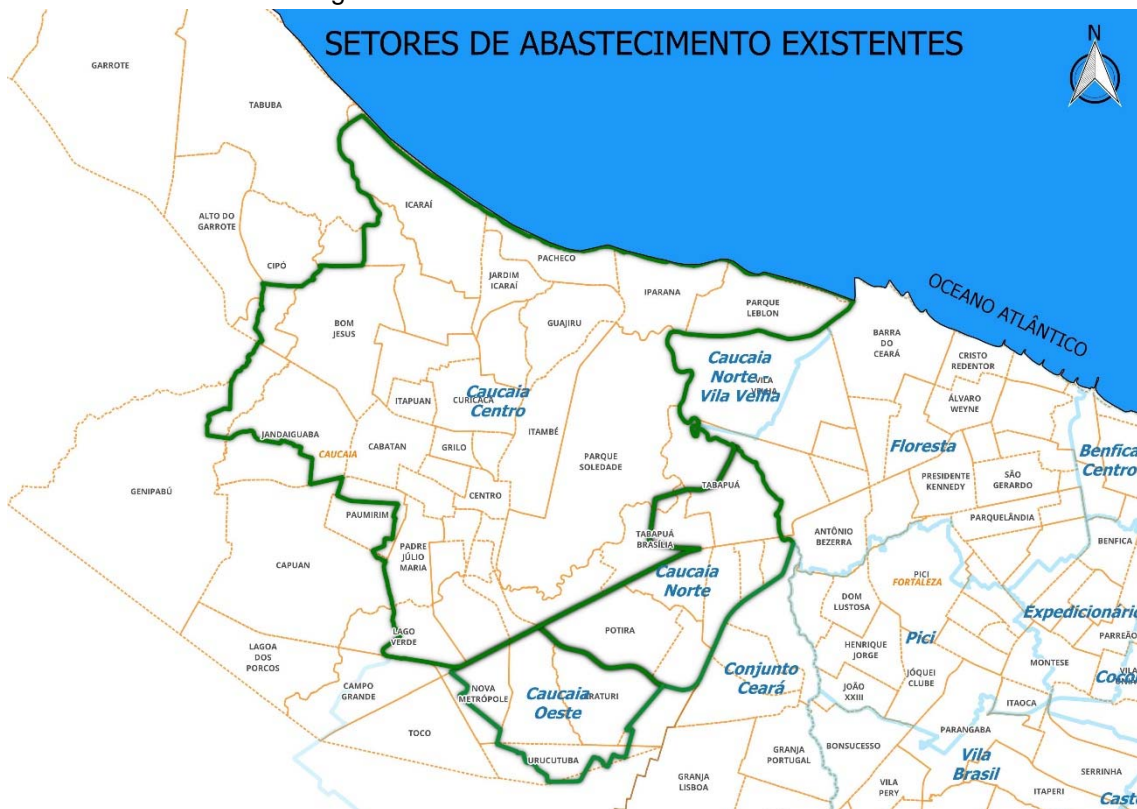 SETORES DE ABASTECIMENTO EXISTENTES
N
GARROTE
TABUBA
ICARAÍ
ALTO DO
GARROTE
CIPÓ
PACHECO
JARDIM
ICARAÍ
IPARANA
PARQUE
LEBLON
OCEANO ATLÂNTICO
BOM
JESUS
GUAJIRU
BARRA
DO
CEARÁ
CRISTO
REDENTOR
Caucaia
Norte -
Vila Velha
VILA
VELHA
ITAPUAN
CURICACA
Caucaia
Centro
ÁLVARO
WEYNE
JANDAIGUABA
CAUCAIA
CABATAN
GRILO
ITAMBÉ
PARQUE
SOLEDADE
Floresta
Benfica
Centro
GENIPABÚ
CENTRO
TABAPUÁ
PRESIDENTE
KENNEDY
SÃO
GERARDO
PARQUELÂNDIA
PAUMIRIM
PADRE
JÚLIO
MARIA
TABAPUÁ
BRASÍLIA
ANTÔNIO
BEZERRA
BENFICA
CAPUAN
Caucaia
Norte
PICI
FORTALEZA
DOM
LUSTOSA
Expedicionário
LAGO
VERDE
POTIRA
HENRIQUE
JORGE
Pici
PARREÃO
LAGOA
DOS
PORCOS
CAMPO
GRANDE
NOVA
METRÓPOLE
Caucaia
Oeste
ARATURI
Conjunto
Ceará
JÓQUEI
CLUBE
MONTESE
VILA
JOÃO
XXIII
ITAOCA
TOCO
URUCUTUBA
GRANJA
PORTUGAL
BONSUCESSO
PARANGABA
Vila
Brasil
GRANJA
LISBOA
VILA
PERY
SERRINHA
ITAPERI